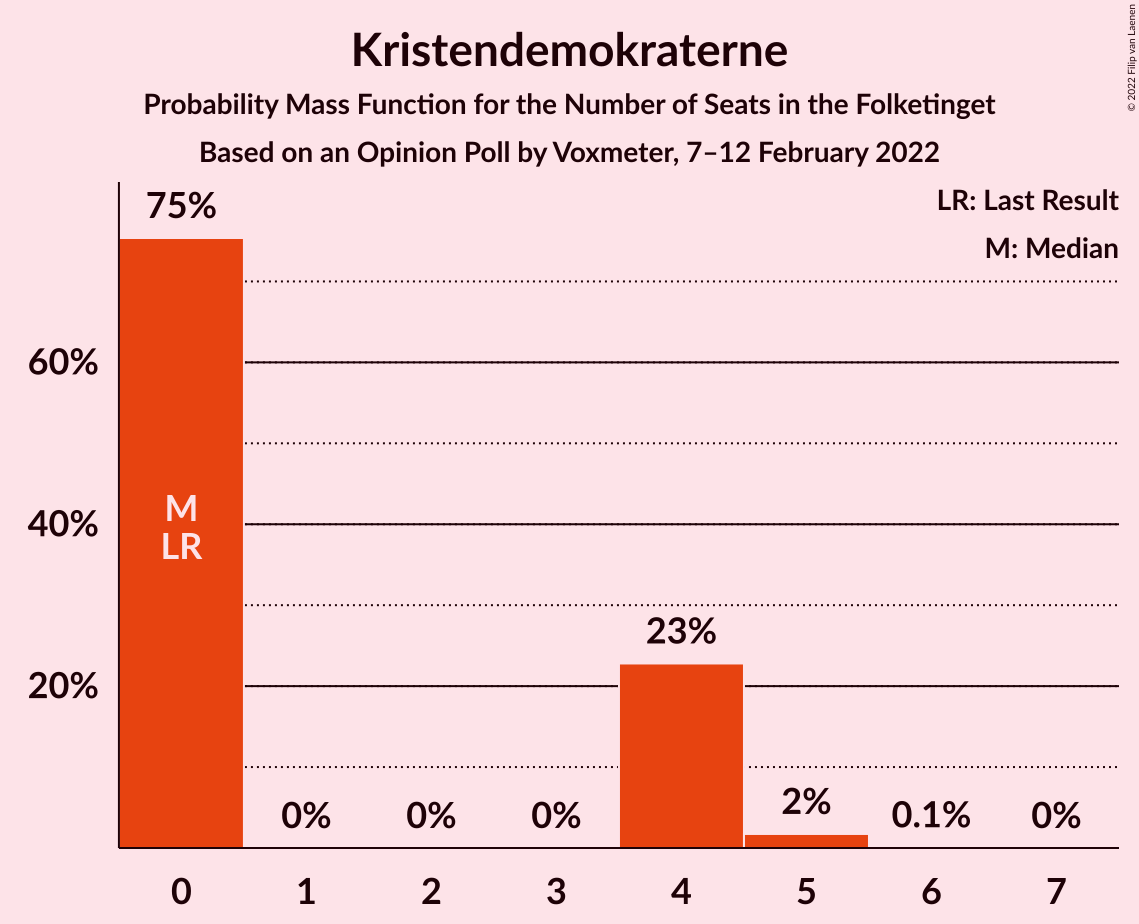 Kristendemokraterne
Probability Mass Function for the Number of Seats in the Folketinget
Based on an Opinion Poll by Voxmeter, 7–12 February 2022
© 2022 Filip van Laenen
LR: Last Result
M: Median
75%
60%
40%
20%
M
LR
0%
0%
0%
23%
2%
0.1%
0%
0
1
2
3
4
5
6
7